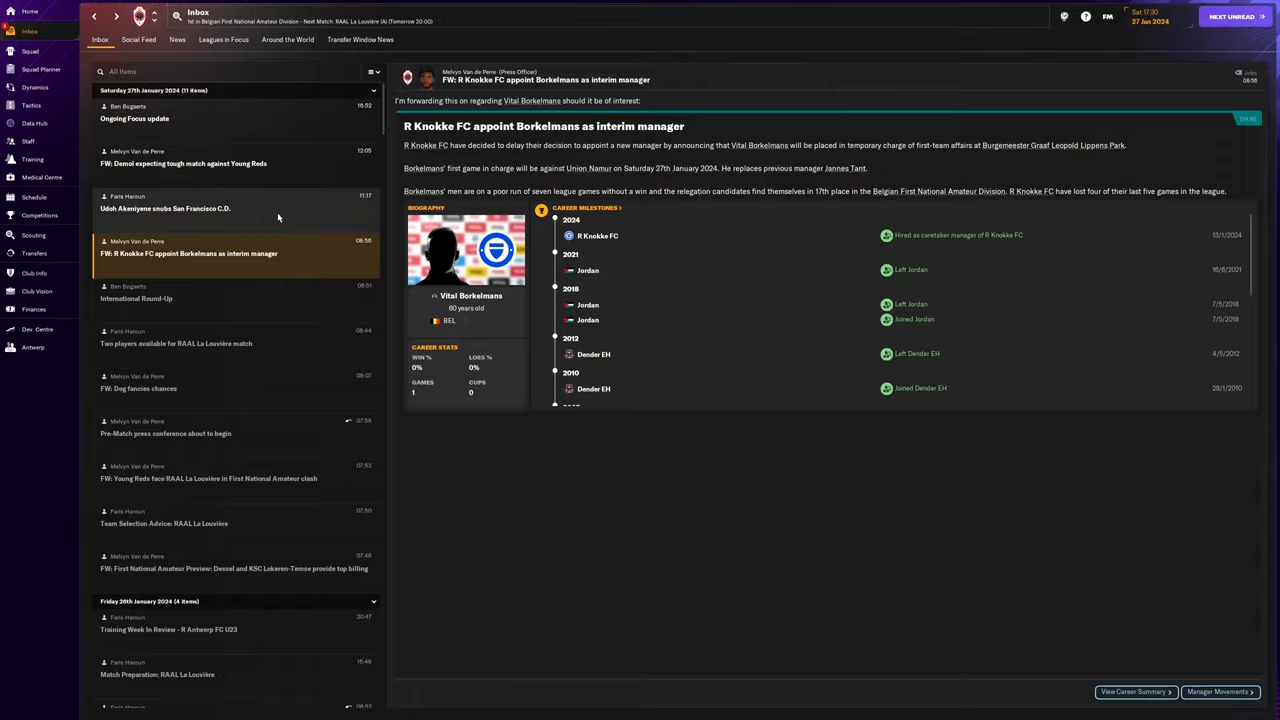 Home
Inbox
Squad
Squad Planner
Dynamics
Tactics
Data Hub
Staff
Training
Medical Centre
Schedule
Competitions
Scouting
Transfers
Club Info
Club Vision
Finances
Dev. Centre
Antwerp
Inbox
1st in Belgian First National Amateur Division - Next Match: RAAL La Louvière (A) (Tomorrow 20:00)
FM
Sat 17:30
27 Jan 2024
NEXT UNREAD
Inbox Social Feed News Leagues in Focus Around the World Transfer Window News
All Items
Saturday 27th January 2024 (11 items)
Ben Bogaerts 16:52
Ongoing Focus update
Melvyn Van de Perre 12:05
FW: Demol expecting tough match against Young Reds
Faris Haroun 11:17
Udoh Akeniyene snubs San Francisco C.D.
Melvyn Van de Perre 08:56
FW: R Knokke FC appoint Borkelmans as interim manager
Ben Bogaerts 08:51
International Round-Up
Faris Haroun 08:44
Two players available for RAAL La Louvière match
Melvyn Van de Perre 08:07
FW: Dog fancies chances
Melvyn Van de Perre 07:59
Pre-Match press conference about to begin
Melvyn Van de Perre 07:53
FW: Young Reds face RAAL La Louvière in First National Amateur clash
Faris Haroun 07:50
Team Selection Advice: RAAL La Louvière
Melvyn Van de Perre 07:48
FW: First National Amateur Preview: Dessel and KSC Lokeren-Temse provide top billing
Friday 26th January 2024 (4 items)
Faris Haroun 20:47
Training Week In Review - R Antwerp FC U23
Faris Haroun 16:48
Match Preparation: RAAL La Louvière
Faris Haroun 08:52
Melvyn Van de Perre (Press Officer)
FW: R Knokke FC appoint Borkelmans as interim manager
Jobs
08:56
I'm forwarding this on regarding Vital Borkelmans should it be of interest:
DH.BE
R Knokke FC appoint Borkelmans as interim manager
R Knokke FC have decided to delay their decision to appoint a new manager by announcing that Vital Borkelmans will be placed in temporary charge of first-team affairs at Burgemeester Graaf Leopold Lippens Park.
Borkelmans' first game in charge will be against Union Namur on Saturday 27th January 2024. He replaces previous manager Jannes Tant.
Borkelmans' men are on a poor run of seven league games without a win and the relegation candidates find themselves in 17th place in the Belgian First National Amateur Division. R Knokke FC have lost four of their last five games in the league.
BIOGRAPHY
Vital Borkelmans
60 years old
BEL
CAREER STATS
WIN % LOSS %
0% 0%
GAMES CUPS
1 0
CAREER MILESTONES
2024
R Knokke FC Hired as caretaker manager of R Knokke FC 13/1/2024
2021
Jordan Left Jordan 16/6/2021
2018
Jordan Left Jordan 7/5/2018
Jordan Joined Jordan 7/5/2018
2012
Dender EH Left Dender EH 4/5/2012
2010
Dender EH Joined Dender EH 28/1/2010
View Career Summary
Manager Movements